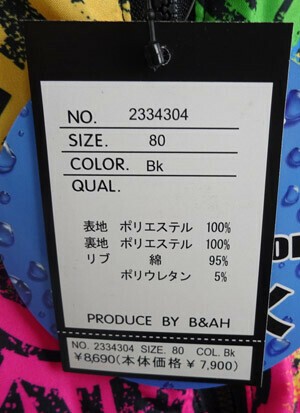 NO. 2334304
SIZE. 80
COLOR. Bk
QUAL.
表地 ポリエステル 100%
裏地 ポリエステル 100%
リブ 綿 95%
ポリウレタン 5%
PRODUCE BY B&AH
NO. 2334304 SIZE. 80 COL. Bk
¥8,690(本体価格 ¥ 7,900)